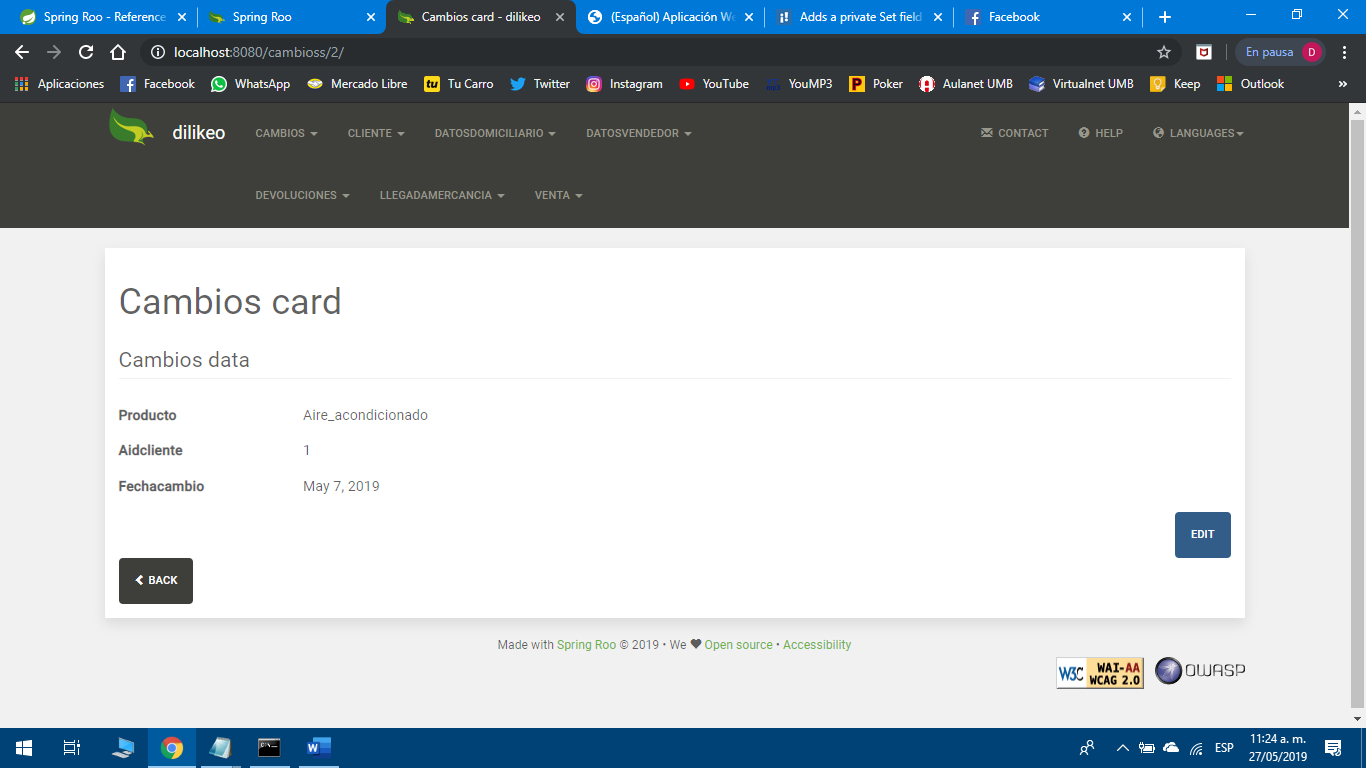 Spring Roo - Reference Spring Roo Cambios card - dilikeo (Español) Aplicación We Adds a private Set field Facebook
localhost:8080/cambioss/2/ En pausa D
Aplicaciones Facebook WhatsApp Mercado Libre tu Tu Carro Twitter Instagram YouTube YouMP3 P Poker Aulanet UMB Virtualnet UMB Keep Outlook »
dilikeo CAMBIOS CLIENTE DATOSDOMICILIARIO DATOSVENDEDOR CONTACT HELP LANGUAGES
DEVOLUCIONES LLEGADAMERCANCIA VENTA
Cambios card
Cambios data
Producto Aire_acondicionado
Aidcliente 1
Fechacambio May 7, 2019
EDIT
BACK
Made with Spring Roo © 2019 • We ❤ Open source • Accessibility
W3C WAI-AA WCAG 2.0 OWASP
ESP 11:24 a. m.
27/05/2019